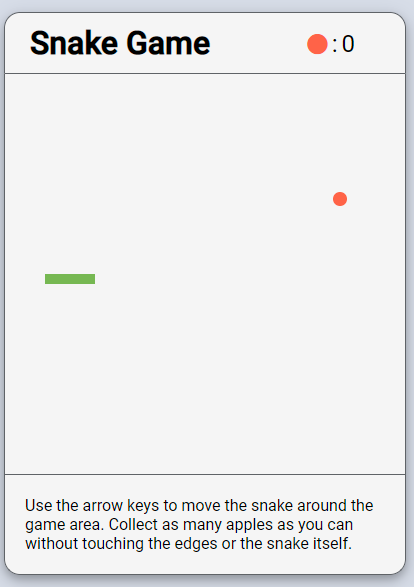 Snake Game
:0
Use the arrow keys to move the snake around the
game area. Collect as many apples as you can
without touching the edges or the snake itself.